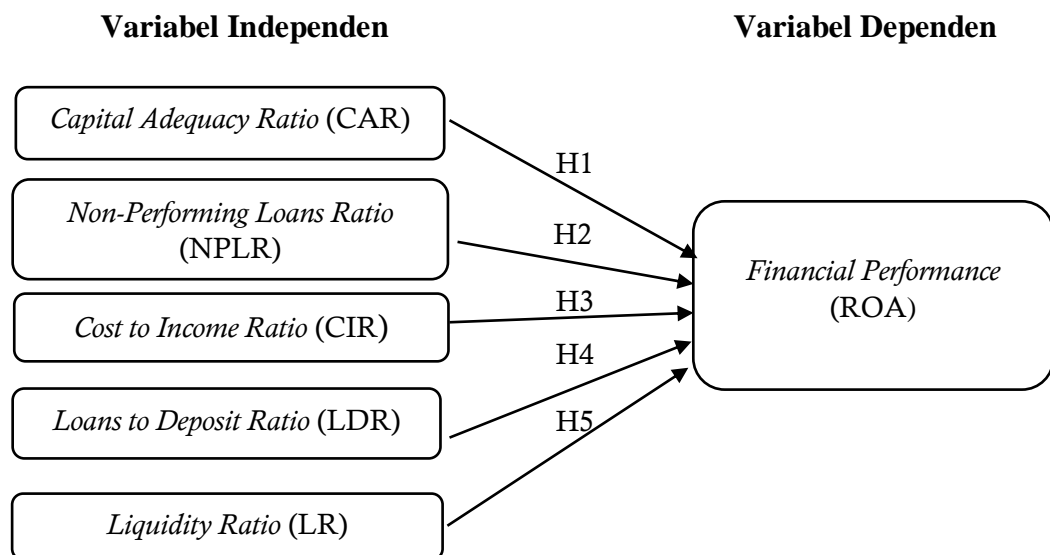 Variabel Independen
Variabel Dependen
Capital Adequacy Ratio (CAR)
H1
Non-Performing Loans Ratio
(NPLR)
H2
Financial Performance
(ROA)
Cost to Income Ratio (CIR)
H3
H4
Loans to Deposit Ratio (LDR)
H5
Liquidity Ratio (LR)